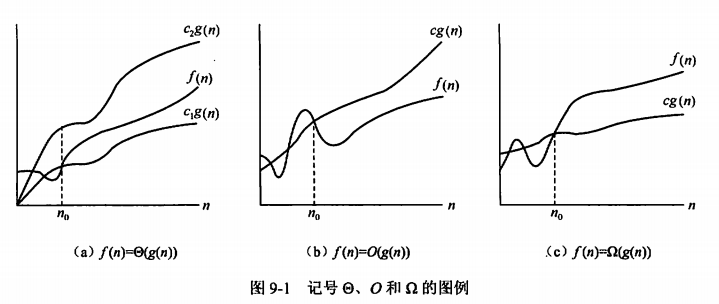 c₂g(n)
f(n)
c₁g(n)
n
n₀
(a) f(n)=Θ(g(n))
cg(n)
f(n)
n
n₀
(b) f(n)=O(g(n))
f(n)
cg(n)
n
n₀
(c) f(n)=Ω(g(n))
图 9-1 记号 Θ、O 和 Ω 的图例